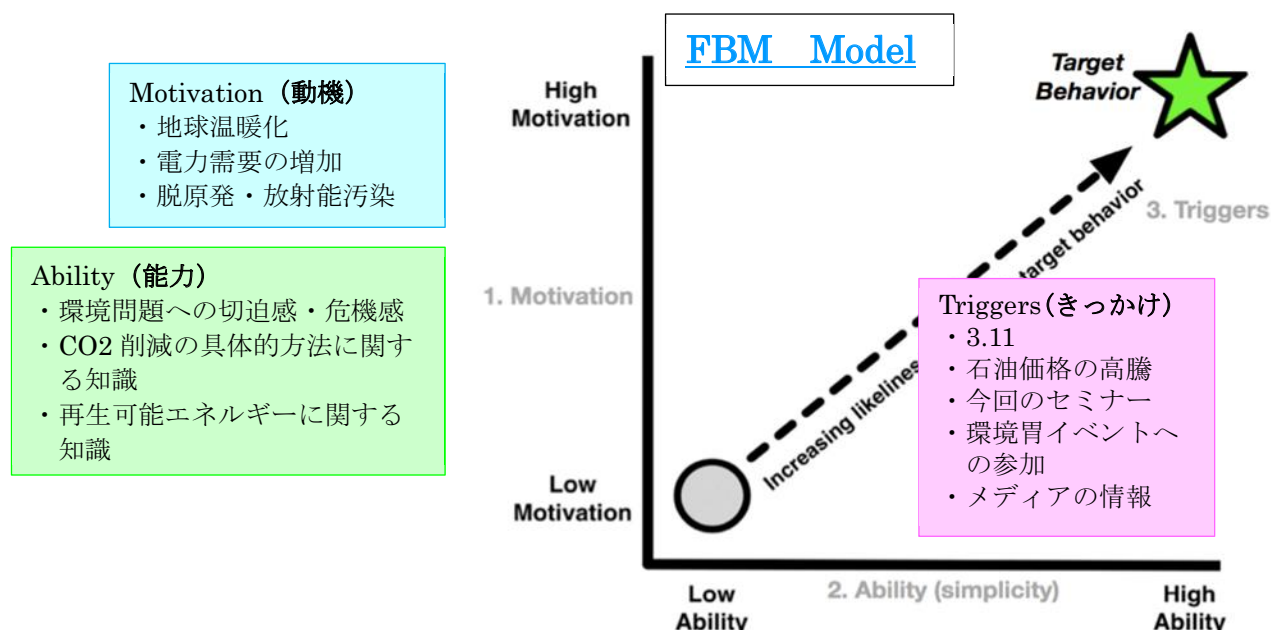 FBM Model
Motivation（動機）
・地球温暖化
・電力需要の増加
・脱原発・放射能汚染
Ability（能力）
・環境問題への切迫感・危機感
・CO2 削減の具体的方法に関す
る知識
・再生可能エネルギーに関する
知識
High
Motivation
Target
Behavior
3. Triggers
1. Motivation
Increasing
target behavior
Triggers(きっかけ)
・3.11
・石油価格の高騰
・今回のセミナー
・環境胃イベントへ
の参加
・メディアの情報
Low
Motivation
Low
Ability
2. Ability (simplicity)
High
Ability